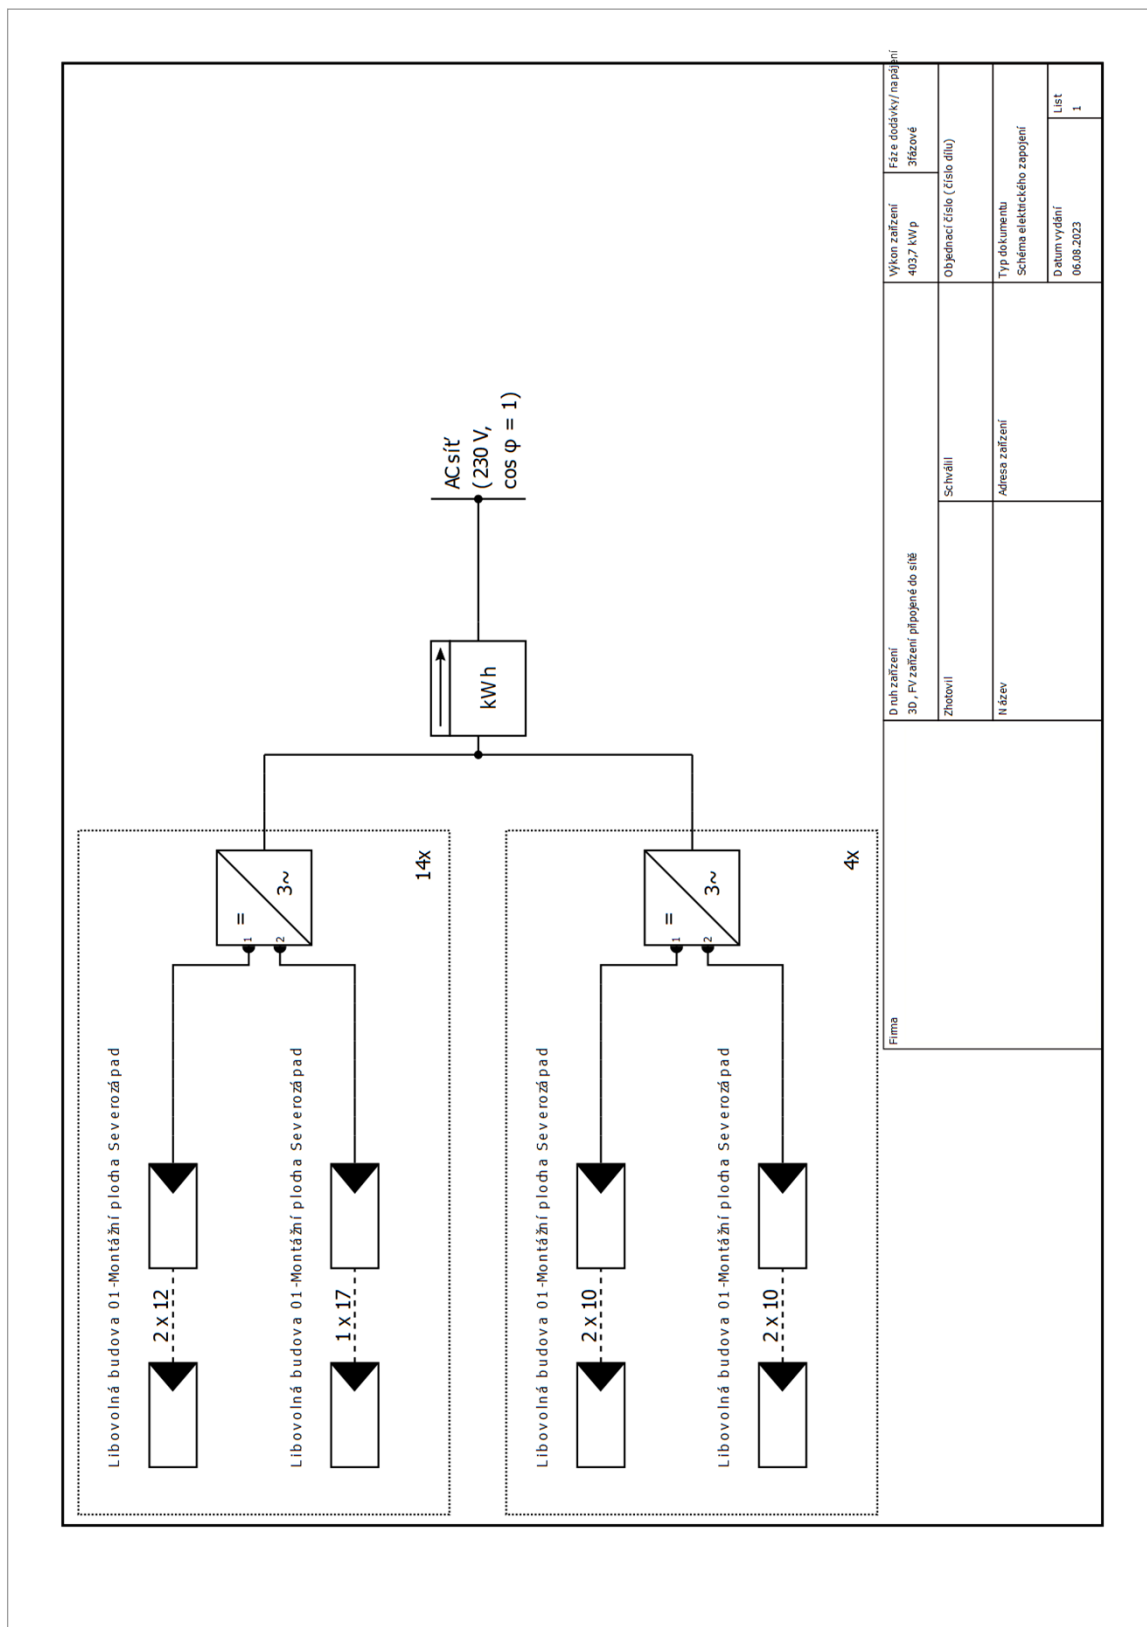 Libovolná budova 01-Montážní plocha Severozápad
2 x 12
Libovolná budova 01-Montážní plocha Severozápad
1 x 17
1
2
=
3~
14x
Libovolná budova 01-Montážní plocha Severozápad
2 x 10
Libovolná budova 01-Montážní plocha Severozápad
2 x 10
1
2
=
3~
4x
kWh
AC síť
(230 V,
cos φ = 1)
Firma
Druh zařízení
3D, FV zařízení připojené do sítě
Výkon zařízení
403,7 kWp
Fáze dodávky/napájení
3fázové
Zhotovil
Schválil
Objednací číslo (číslo dílu)
Název
Adresa zařízení
Typ dokumentu
Schéma elektrického zapojení
Datum vydání
06.08.2023
List
1